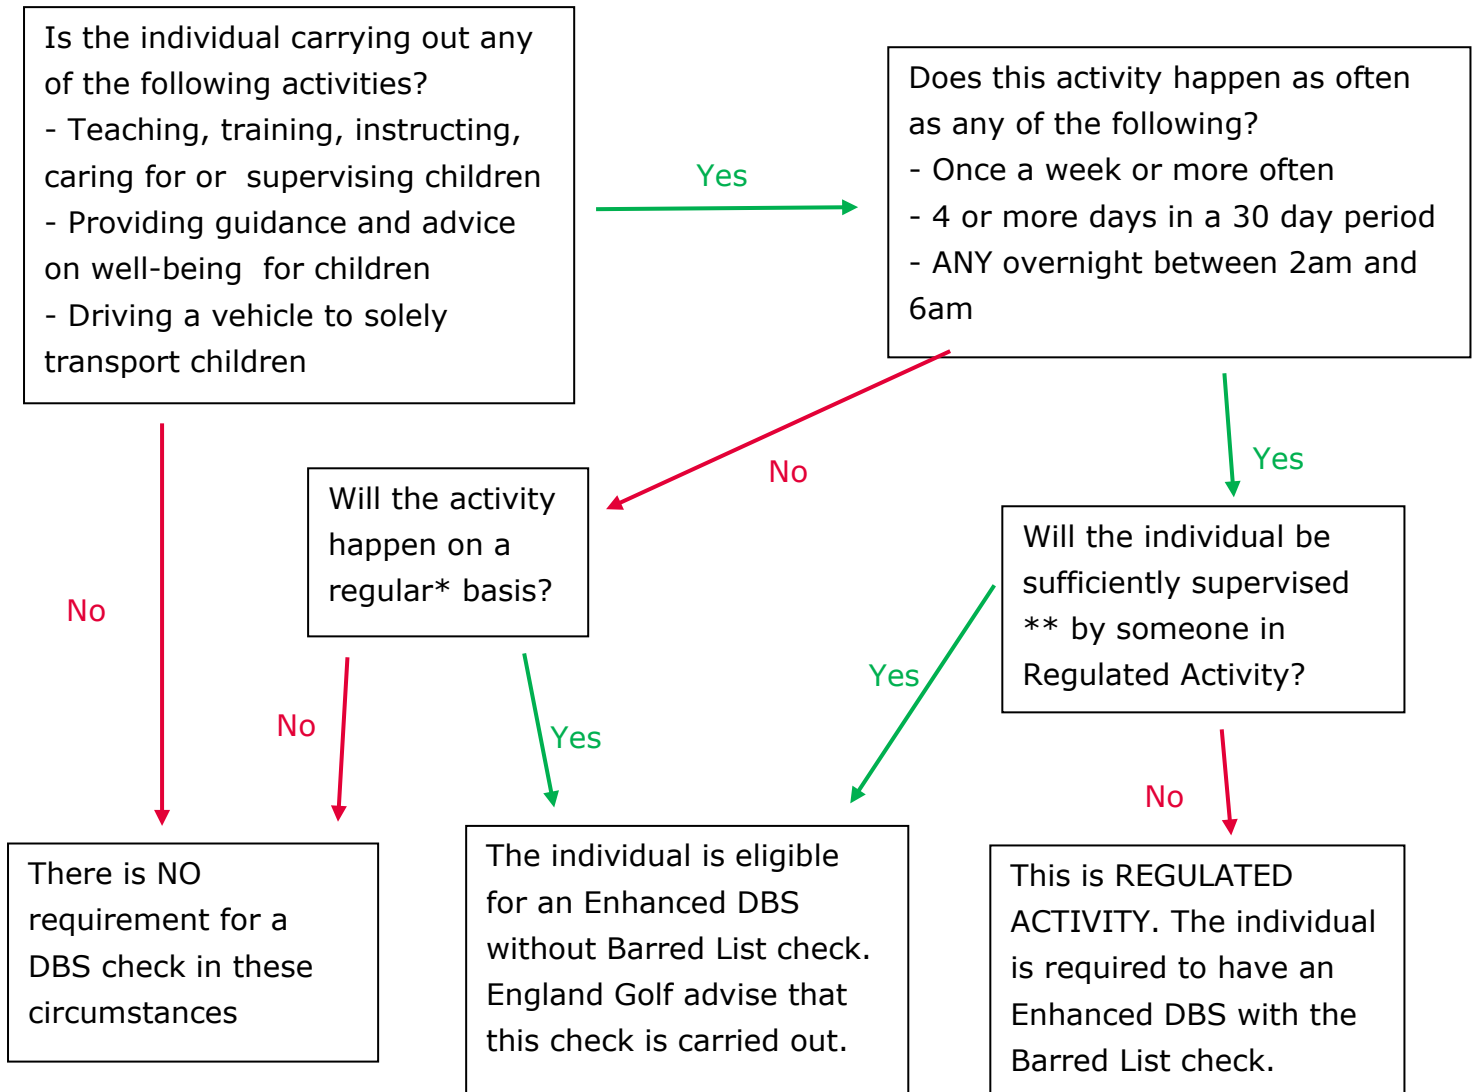 Is the individual carrying out any
of the following activities?
- Teaching, training, instructing,
caring for or  supervising children
- Providing guidance and advice
on well-being  for children
- Driving a vehicle to solely
transport children
Yes
Does this activity happen as often
as any of the following?
- Once a week or more often
- 4 or more days in a 30 day period
- ANY overnight between 2am and
6am
No
No
Yes
Will the activity
happen on a
regular* basis?
Will the individual be
sufficiently supervised
** by someone in
Regulated Activity?
No
Yes
Yes
No
There is NO
requirement for a
DBS check in these
circumstances
The individual is eligible
for an Enhanced DBS
without Barred List check.
England Golf advise that
this check is carried out.
This is REGULATED
ACTIVITY. The individual
is required to have an
Enhanced DBS with the
Barred List check.